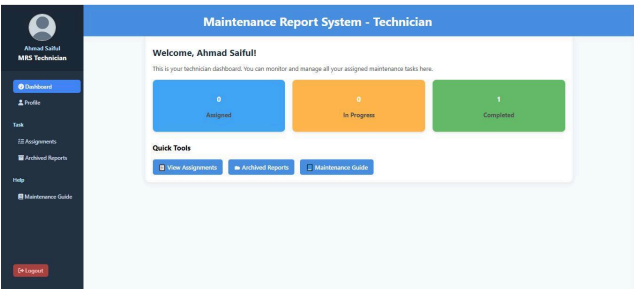 Ahmad Saiful
MRS Technician
Dashboard
Profile
Task
Assignments
Archived Reports
Help
Maintenance Guide
Logout
Maintenance Report System - Technician
Welcome, Ahmad Saiful!
This is your technician dashboard. You can monitor and manage all your assigned maintenance tasks here.
0
Assigned
0
In Progress
1
Completed
Quick Tools
View Assignments
Archived Reports
Maintenance Guide